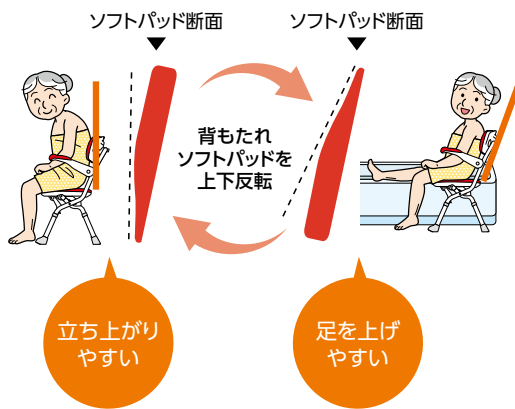 ソフトパッド断面
ソフトパッド断面
背もたれ
ソフトパッドを
上下反転
立ち上がり
やすい
足を上げ
やすい